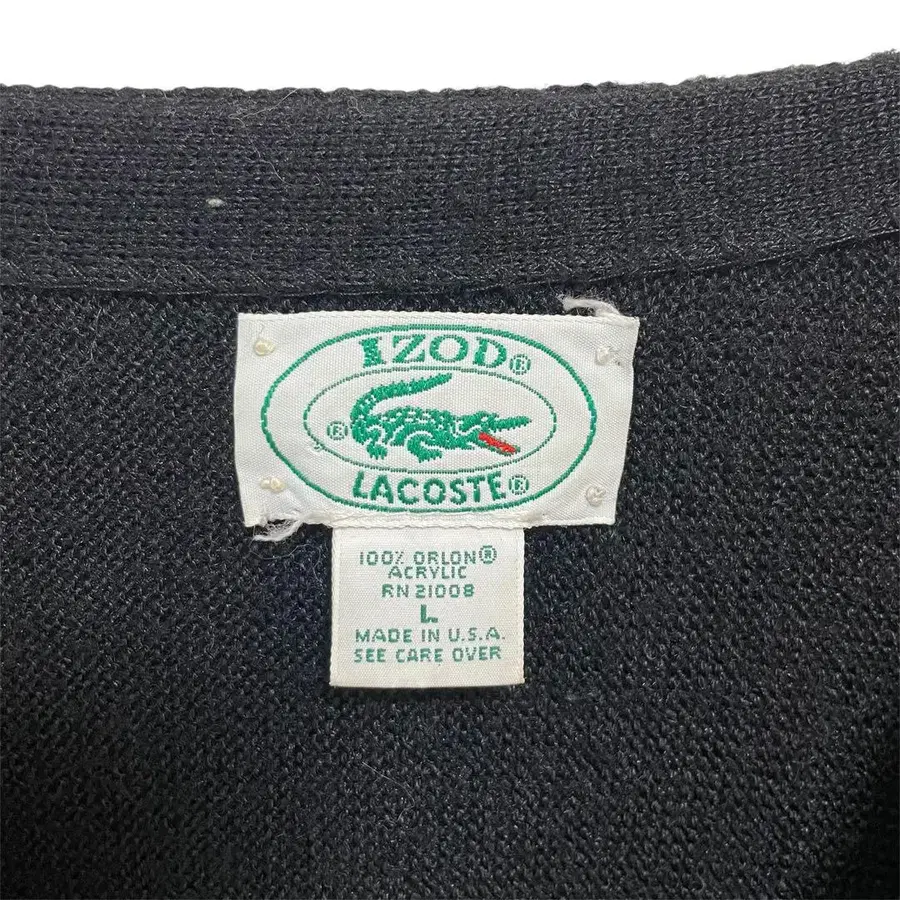 IZOD®
®
LACOSTE®
100% ORLON®
ACRYLIC
RN 21008
L
MADE IN U.S.A.
SEE CARE OVER